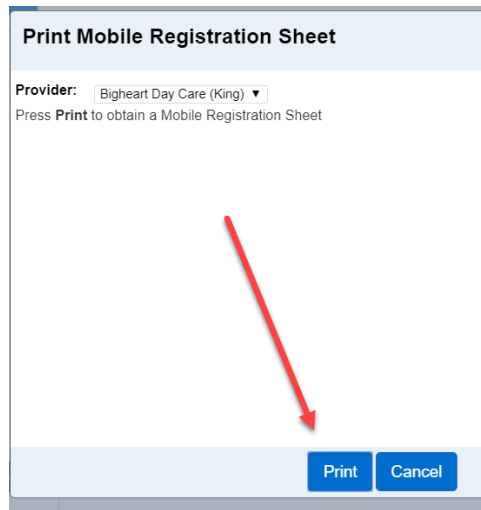 Print Mobile Registration Sheet
Provider: Bigheart Day Care (King) ▼
Press Print to obtain a Mobile Registration Sheet
Print Cancel